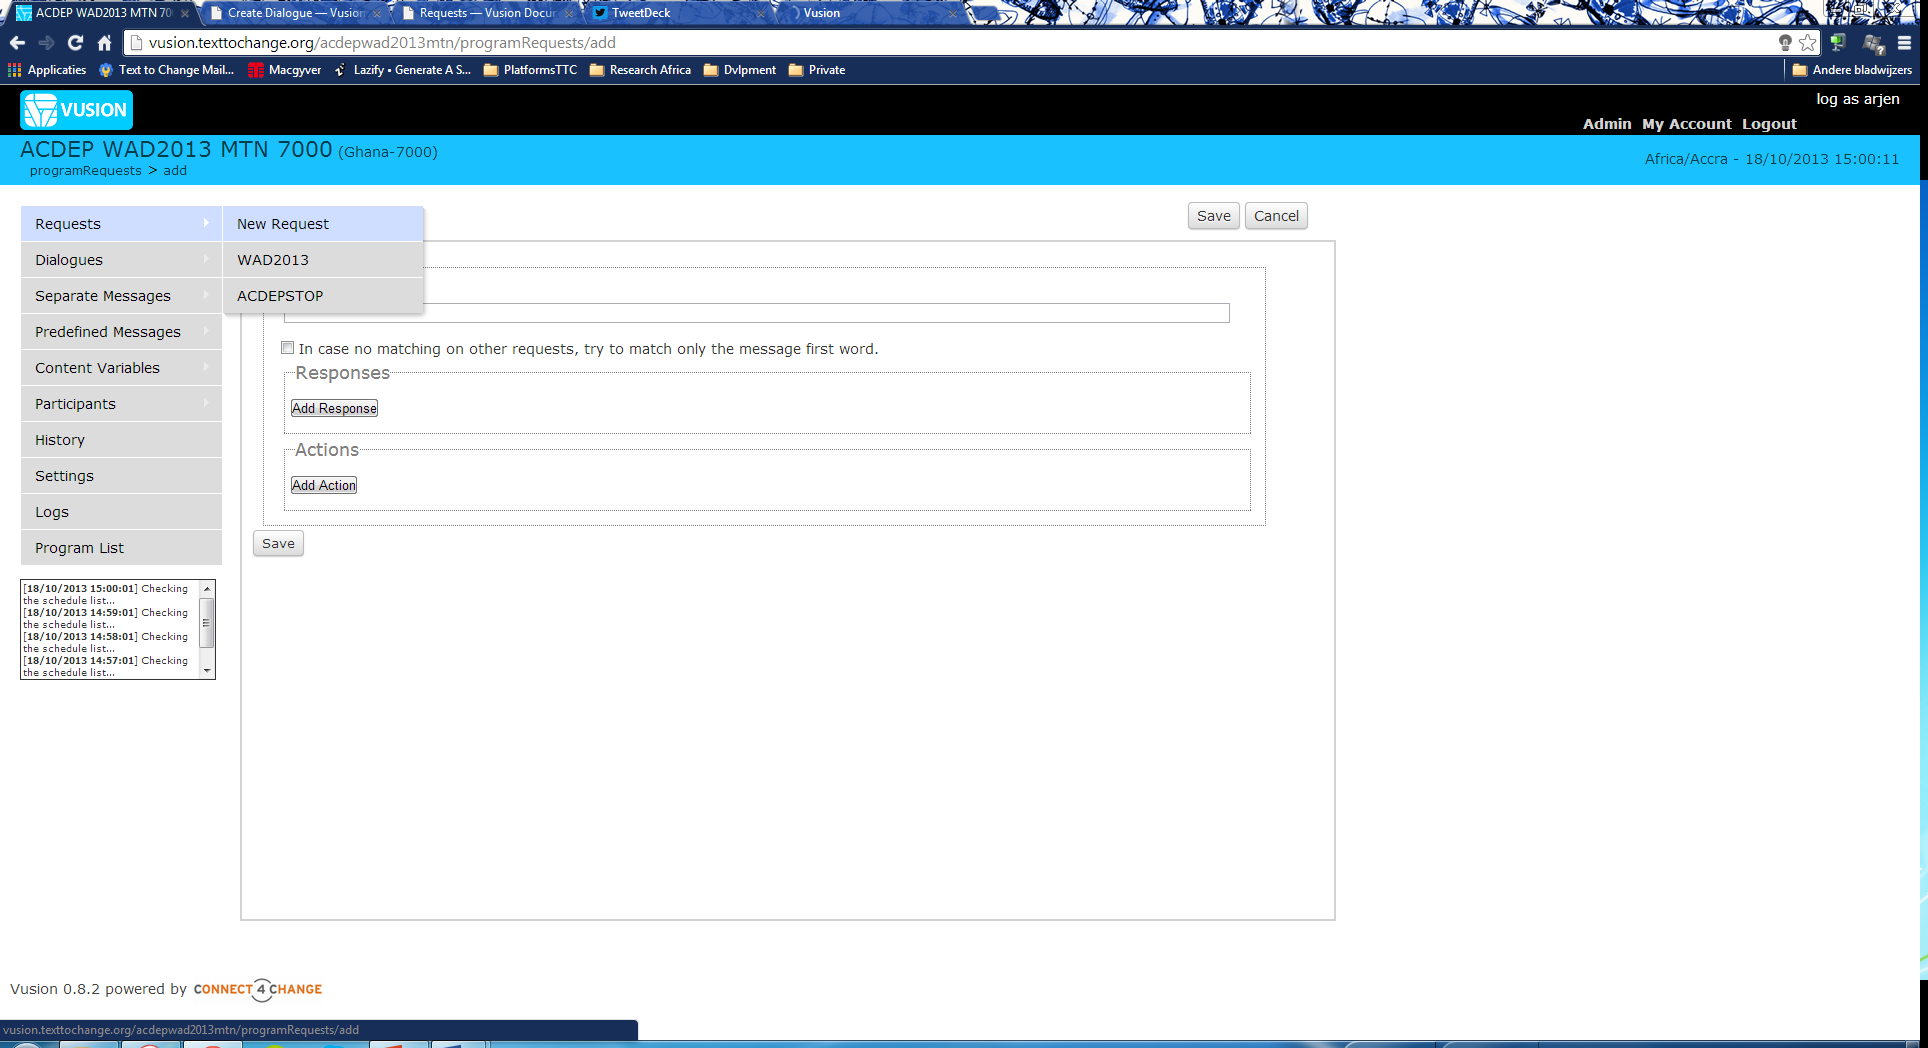 ACDEP WAD2013 MTN 70
Create Dialogue — Vusion
Requests — Vusion Docur
TweetDeck
Vusion
vusion.texttochange.org/acdepwad2013mtn/programRequests/add
Applicaties
Text to Change Mail...
Macgyver
Lazify • Generate A S...
PlatformsTTC
Research Africa
Dvlpment
Private
Andere bladwijzers
VUSION
log as arjen
Admin My Account Logout
ACDEP WAD2013 MTN 7000 (Ghana-7000)
programRequests > add
Africa/Accra - 18/10/2013 15:00:11
Requests
Dialogues
Separate Messages
Predefined Messages
Content Variables
Participants
History
Settings
Logs
Program List
New Request
WAD2013
ACDEPSTOP
Save Cancel
In case no matching on other requests, try to match only the message first word.
Responses
Add Response
Actions
Add Action
Save
[18/10/2013 15:00:01] Checking
the schedule list...
[18/10/2013 14:59:01] Checking
the schedule list...
[18/10/2013 14:58:01] Checking
the schedule list...
[18/10/2013 14:57:01] Checking
the schedule list...
Vusion 0.8.2 powered by CONNECT 4 CHANGE
vusion.texttochange.org/acdepwad2013mtn/programRequests/add